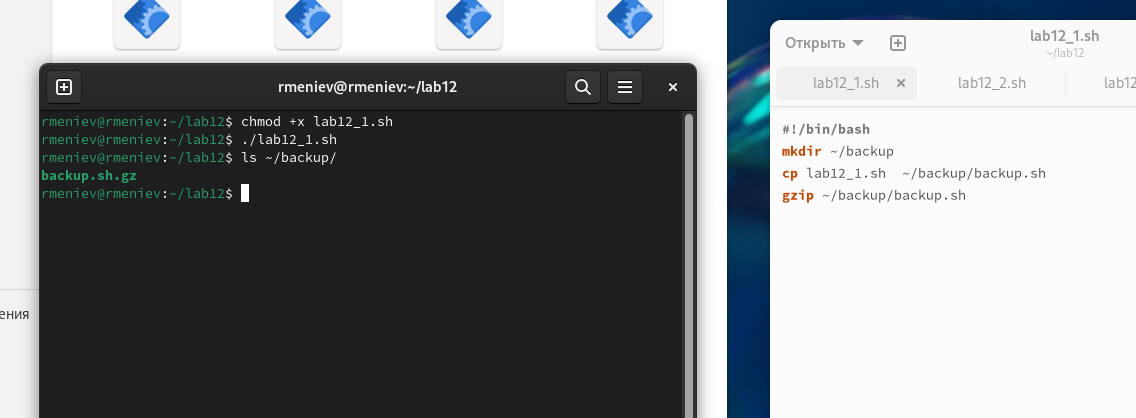 rmeniev@rmeniev:~/lab12
rmeniev@rmeniev:~/lab12$ chmod +x lab12_1.sh
rmeniev@rmeniev:~/lab12$ ./lab12_1.sh
rmeniev@rmeniev:~/lab12$ ls ~/backup/
backup.sh.gz
rmeniev@rmeniev:~/lab12$
ения
Открыть
lab12_1.sh
~/lab12
lab12_1.sh
lab12_2.sh
lab12
#!/bin/bash
mkdir ~/backup
cp lab12_1.sh  ~/backup/backup.sh
gzip ~/backup/backup.sh